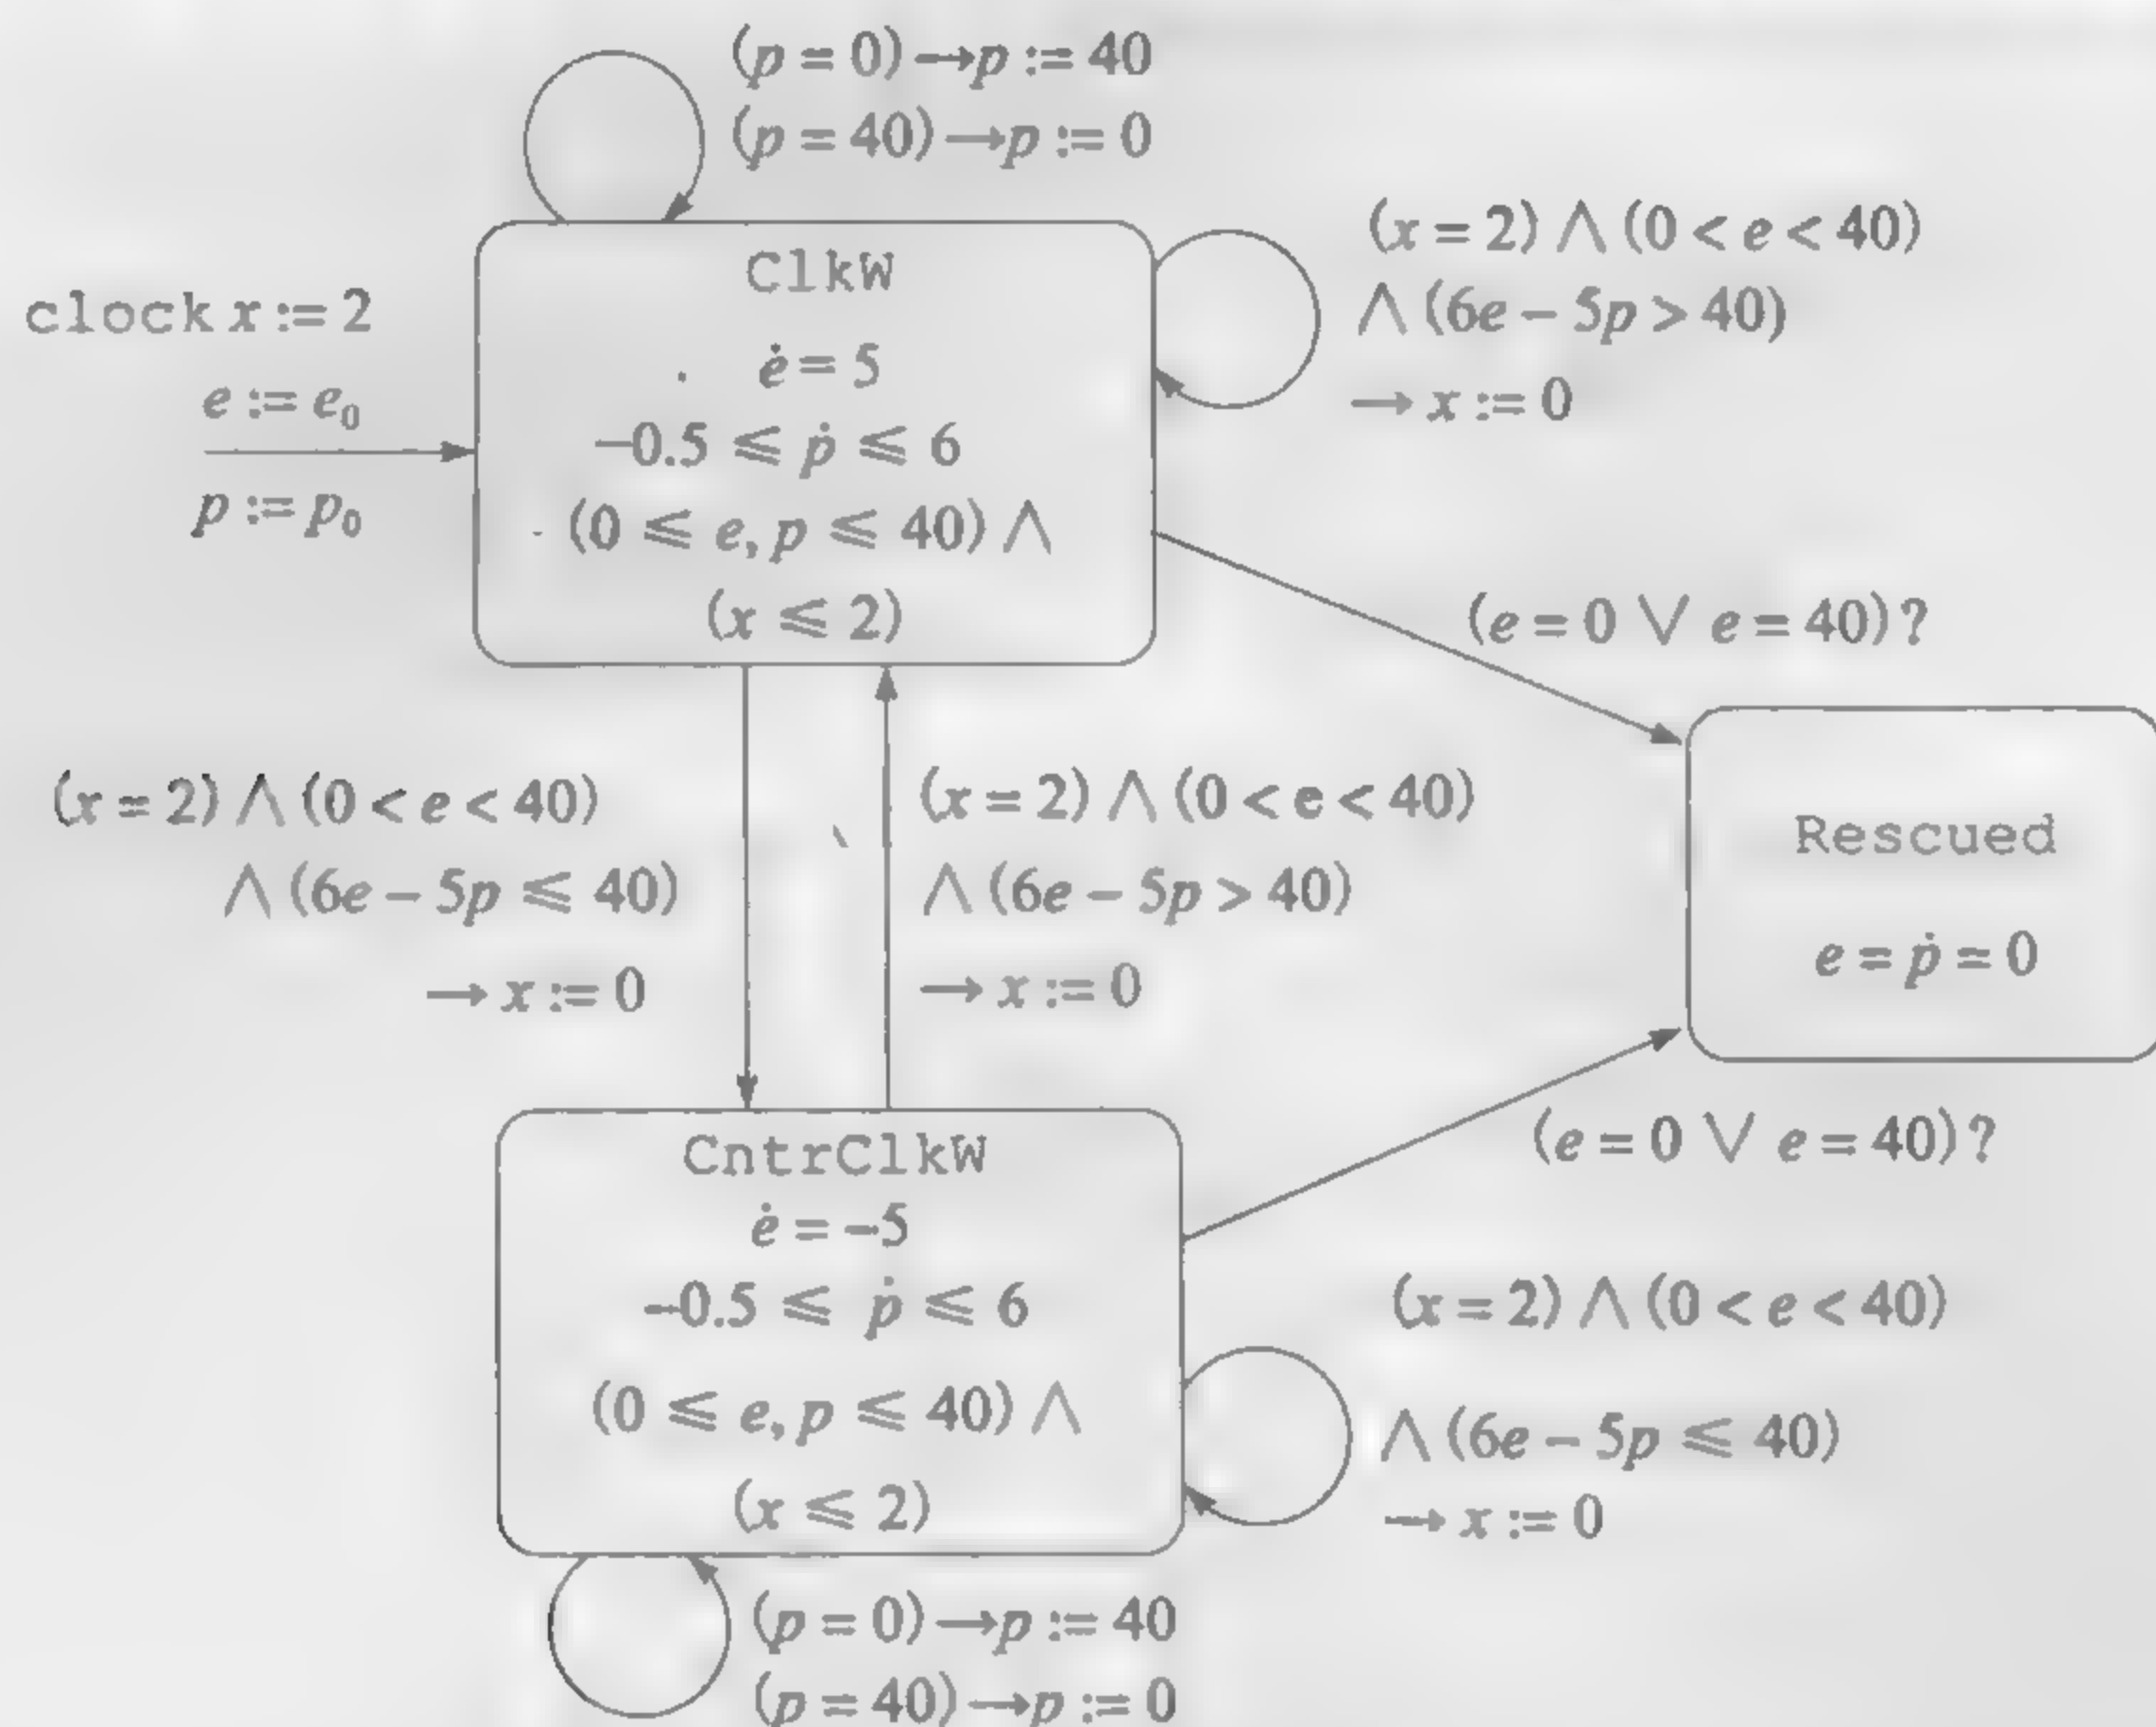 (p = 0)→p := 40
(p = 40)→p := 0
(x = 2) ∧ (0 < e < 40)
∧ (6e − 5p > 40)
→ x := 0
clock x := 2
e := e₀
p := p₀
ClkW
ė = 5
−0.5 ⩽ ṗ ⩽ 6
(0 ⩽ e, p ⩽ 40) ∧
(x ⩽ 2)
(e = 0 ∨ e = 40)?
(x = 2) ∧ (0 < e < 40)
∧ (6e − 5p ⩽ 40)
→ x := 0
(x = 2) ∧ (0 < e < 40)
∧ (6e − 5p > 40)
→ x := 0
Rescued
e = ṗ = 0
(e = 0 ∨ e = 40)?
CntrClkW
ė = −5
−0.5 ⩽ ṗ ⩽ 6
(0 ⩽ e, p ⩽ 40) ∧
(x ⩽ 2)
(x = 2) ∧ (0 < e < 40)
∧ (6e − 5p ⩽ 40)
→ x := 0
(p = 0)→p := 40
(p = 40)→p := 0